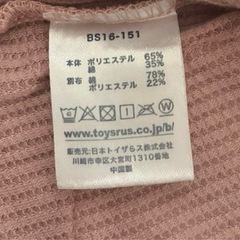 BS16-151
本体 ポリエステル 65%
綿 35%
別布 綿 78%
ポリエステル 22%
www.toysrus.co.jp/b/
販売元:日本トイザらス株式会社
川崎市幸区大宮町1310番地
中国製